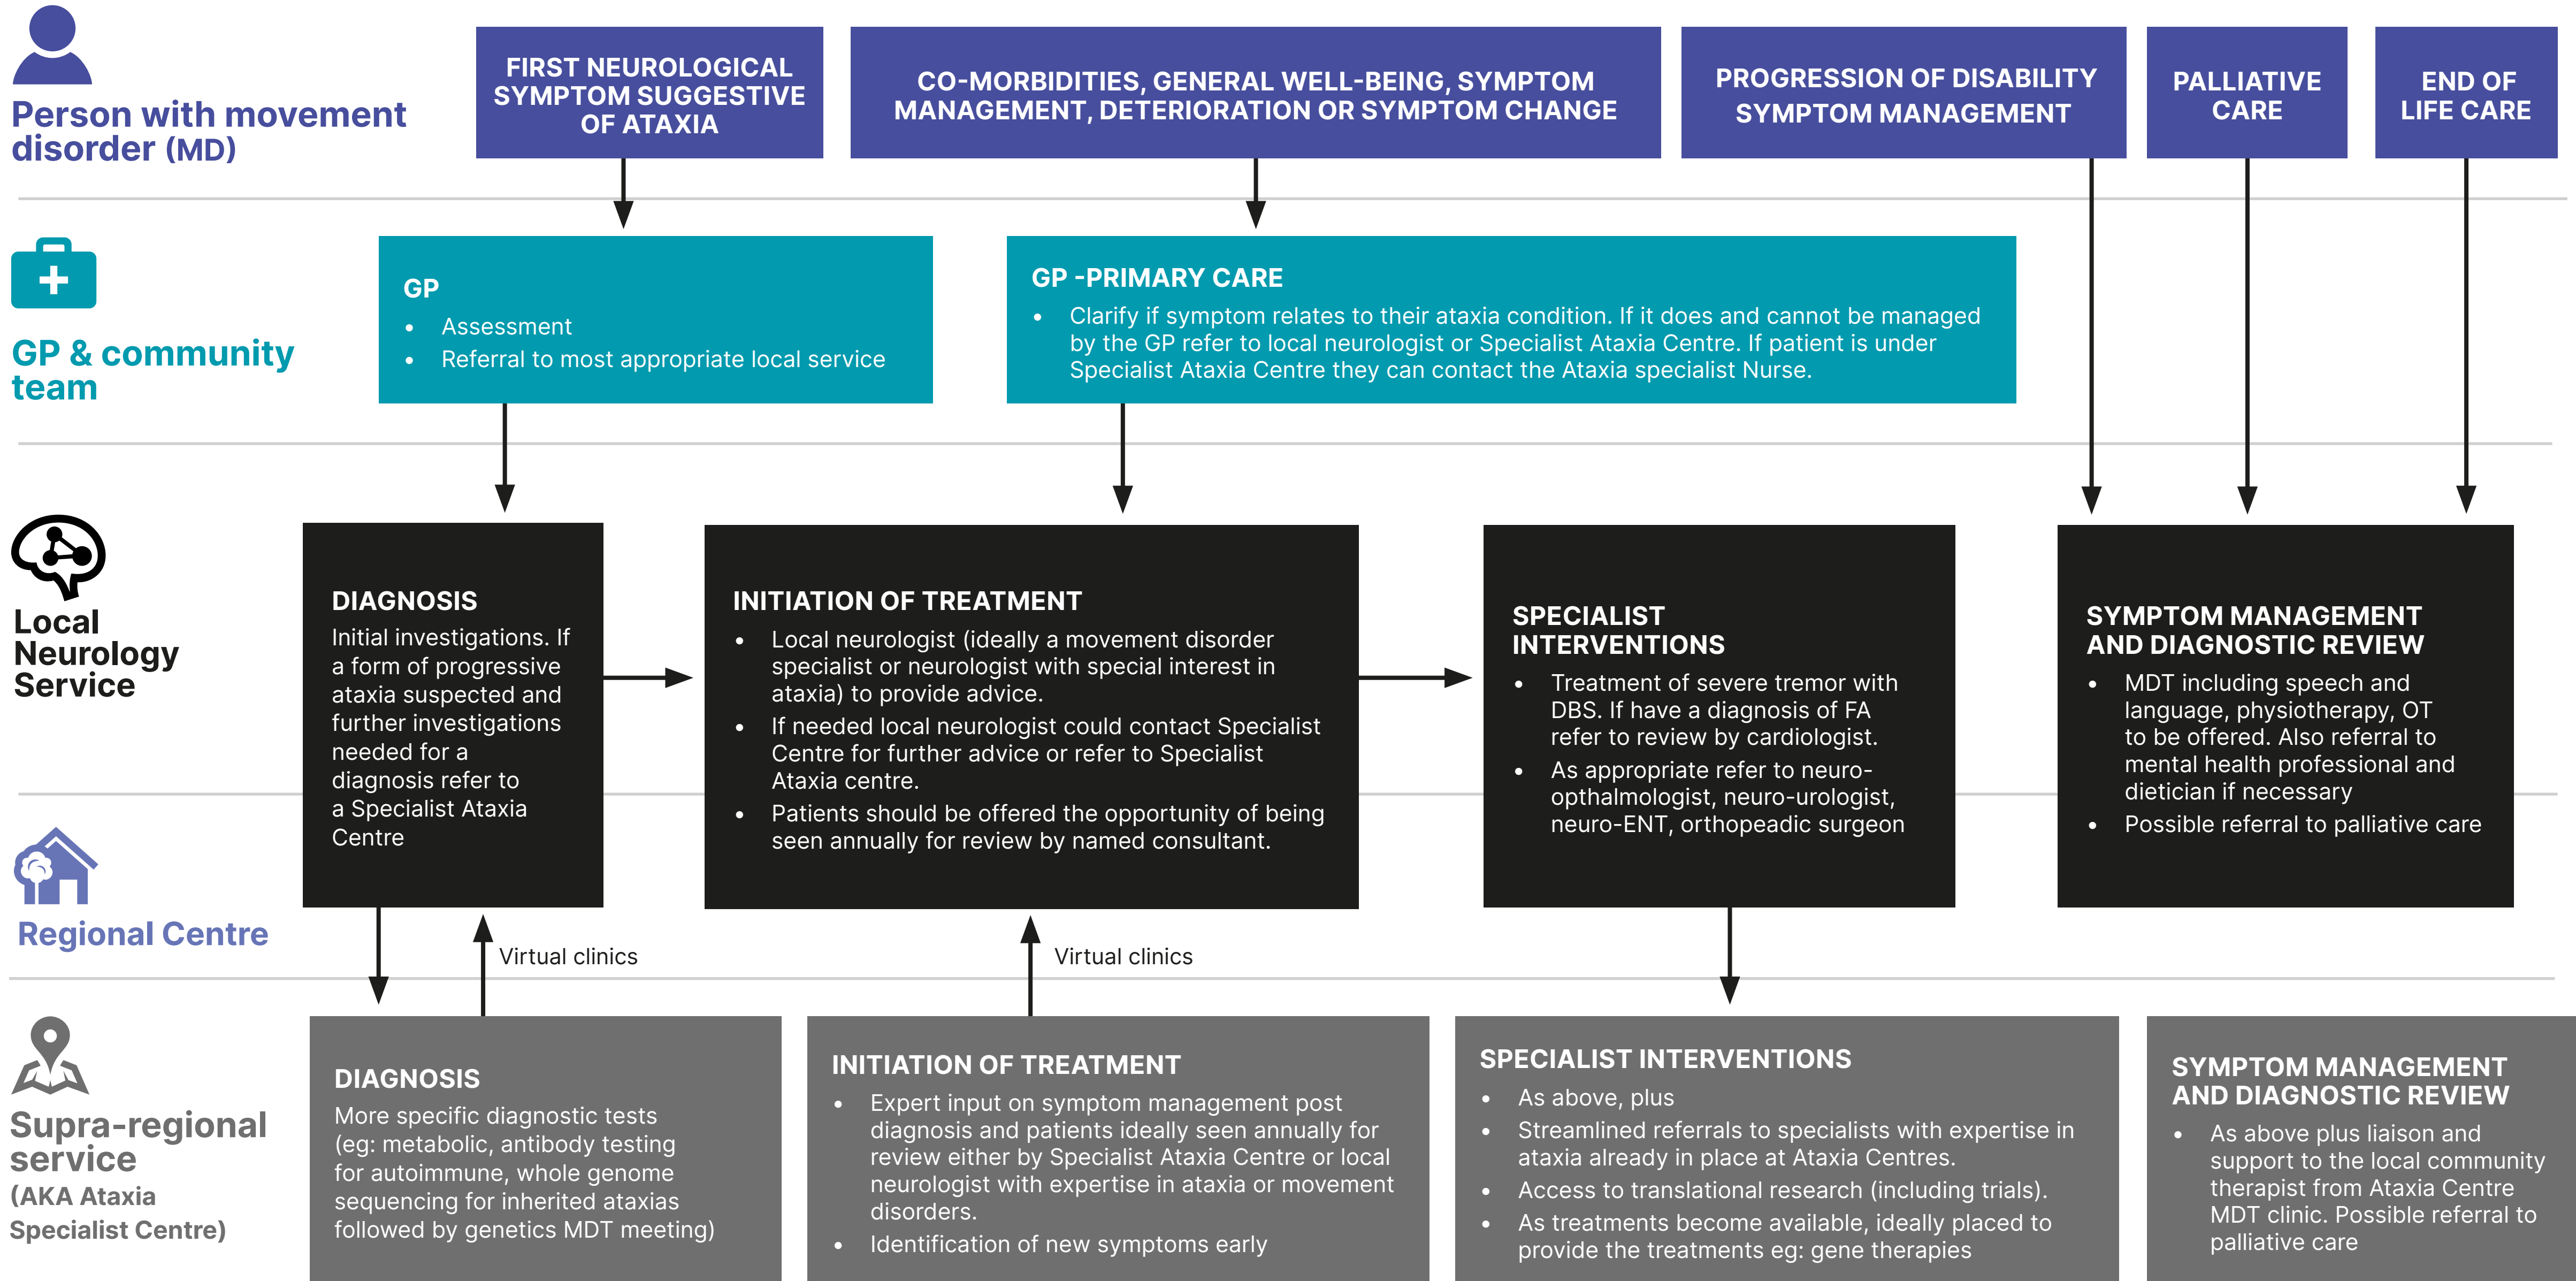 Person with movement
disorder (MD)
FIRST NEUROLOGICAL
SYMPTOM SUGGESTIVE
OF ATAXIA
CO-MORBIDITIES, GENERAL WELL-BEING, SYMPTOM
MANAGEMENT, DETERIORATION OR SYMPTOM CHANGE
PROGRESSION OF DISABILITY
SYMPTOM MANAGEMENT
PALLIATIVE
CARE
END OF
LIFE CARE
GP & community
team
GP
• Assessment
• Referral to most appropriate local service
GP -PRIMARY CARE
• Clarify if symptom relates to their ataxia condition. If it does and cannot be managed
by the GP refer to local neurologist or Specialist Ataxia Centre. If patient is under
Specialist Ataxia Centre they can contact the Ataxia specialist Nurse.
Local
Neurology
Service
DIAGNOSIS
Initial investigations. If
a form of progressive
ataxia suspected and
further investigations
needed for a
diagnosis refer to
a Specialist Ataxia
Centre
INITIATION OF TREATMENT
• Local neurologist (ideally a movement disorder
specialist or neurologist with special interest in
ataxia) to provide advice.
• If needed local neurologist could contact Specialist
Centre for further advice or refer to Specialist
Ataxia centre.
• Patients should be offered the opportunity of being
seen annually for review by named consultant.
SPECIALIST
INTERVENTIONS
• Treatment of severe tremor with
DBS. If have a diagnosis of FA
refer to review by cardiologist.
• As appropriate refer to neuro-
opthalmologist, neuro-urologist,
neuro-ENT, orthopeadic surgeon
SYMPTOM MANAGEMENT
AND DIAGNOSTIC REVIEW
• MDT including speech and
language, physiotherapy, OT
to be offered. Also referral to
mental health professional and
dietician if necessary
• Possible referral to palliative care
Regional Centre
Virtual clinics
Virtual clinics
Supra-regional
service
(AKA Ataxia
Specialist Centre)
DIAGNOSIS
More specific diagnostic tests
(eg: metabolic, antibody testing
for autoimmune, whole genome
sequencing for inherited ataxias
followed by genetics MDT meeting)
INITIATION OF TREATMENT
• Expert input on symptom management post
diagnosis and patients ideally seen annually for
review either by Specialist Ataxia Centre or local
neurologist with expertise in ataxia or movement
disorders.
• Identification of new symptoms early
SPECIALIST INTERVENTIONS
• As above, plus
• Streamlined referrals to specialists with expertise in
ataxia already in place at Ataxia Centres.
• Access to translational research (including trials).
• As treatments become available, ideally placed to
provide the treatments eg: gene therapies
SYMPTOM MANAGEMENT
AND DIAGNOSTIC REVIEW
• As above plus liaison and
support to the local community
therapist from Ataxia Centre
MDT clinic. Possible referral to
palliative care